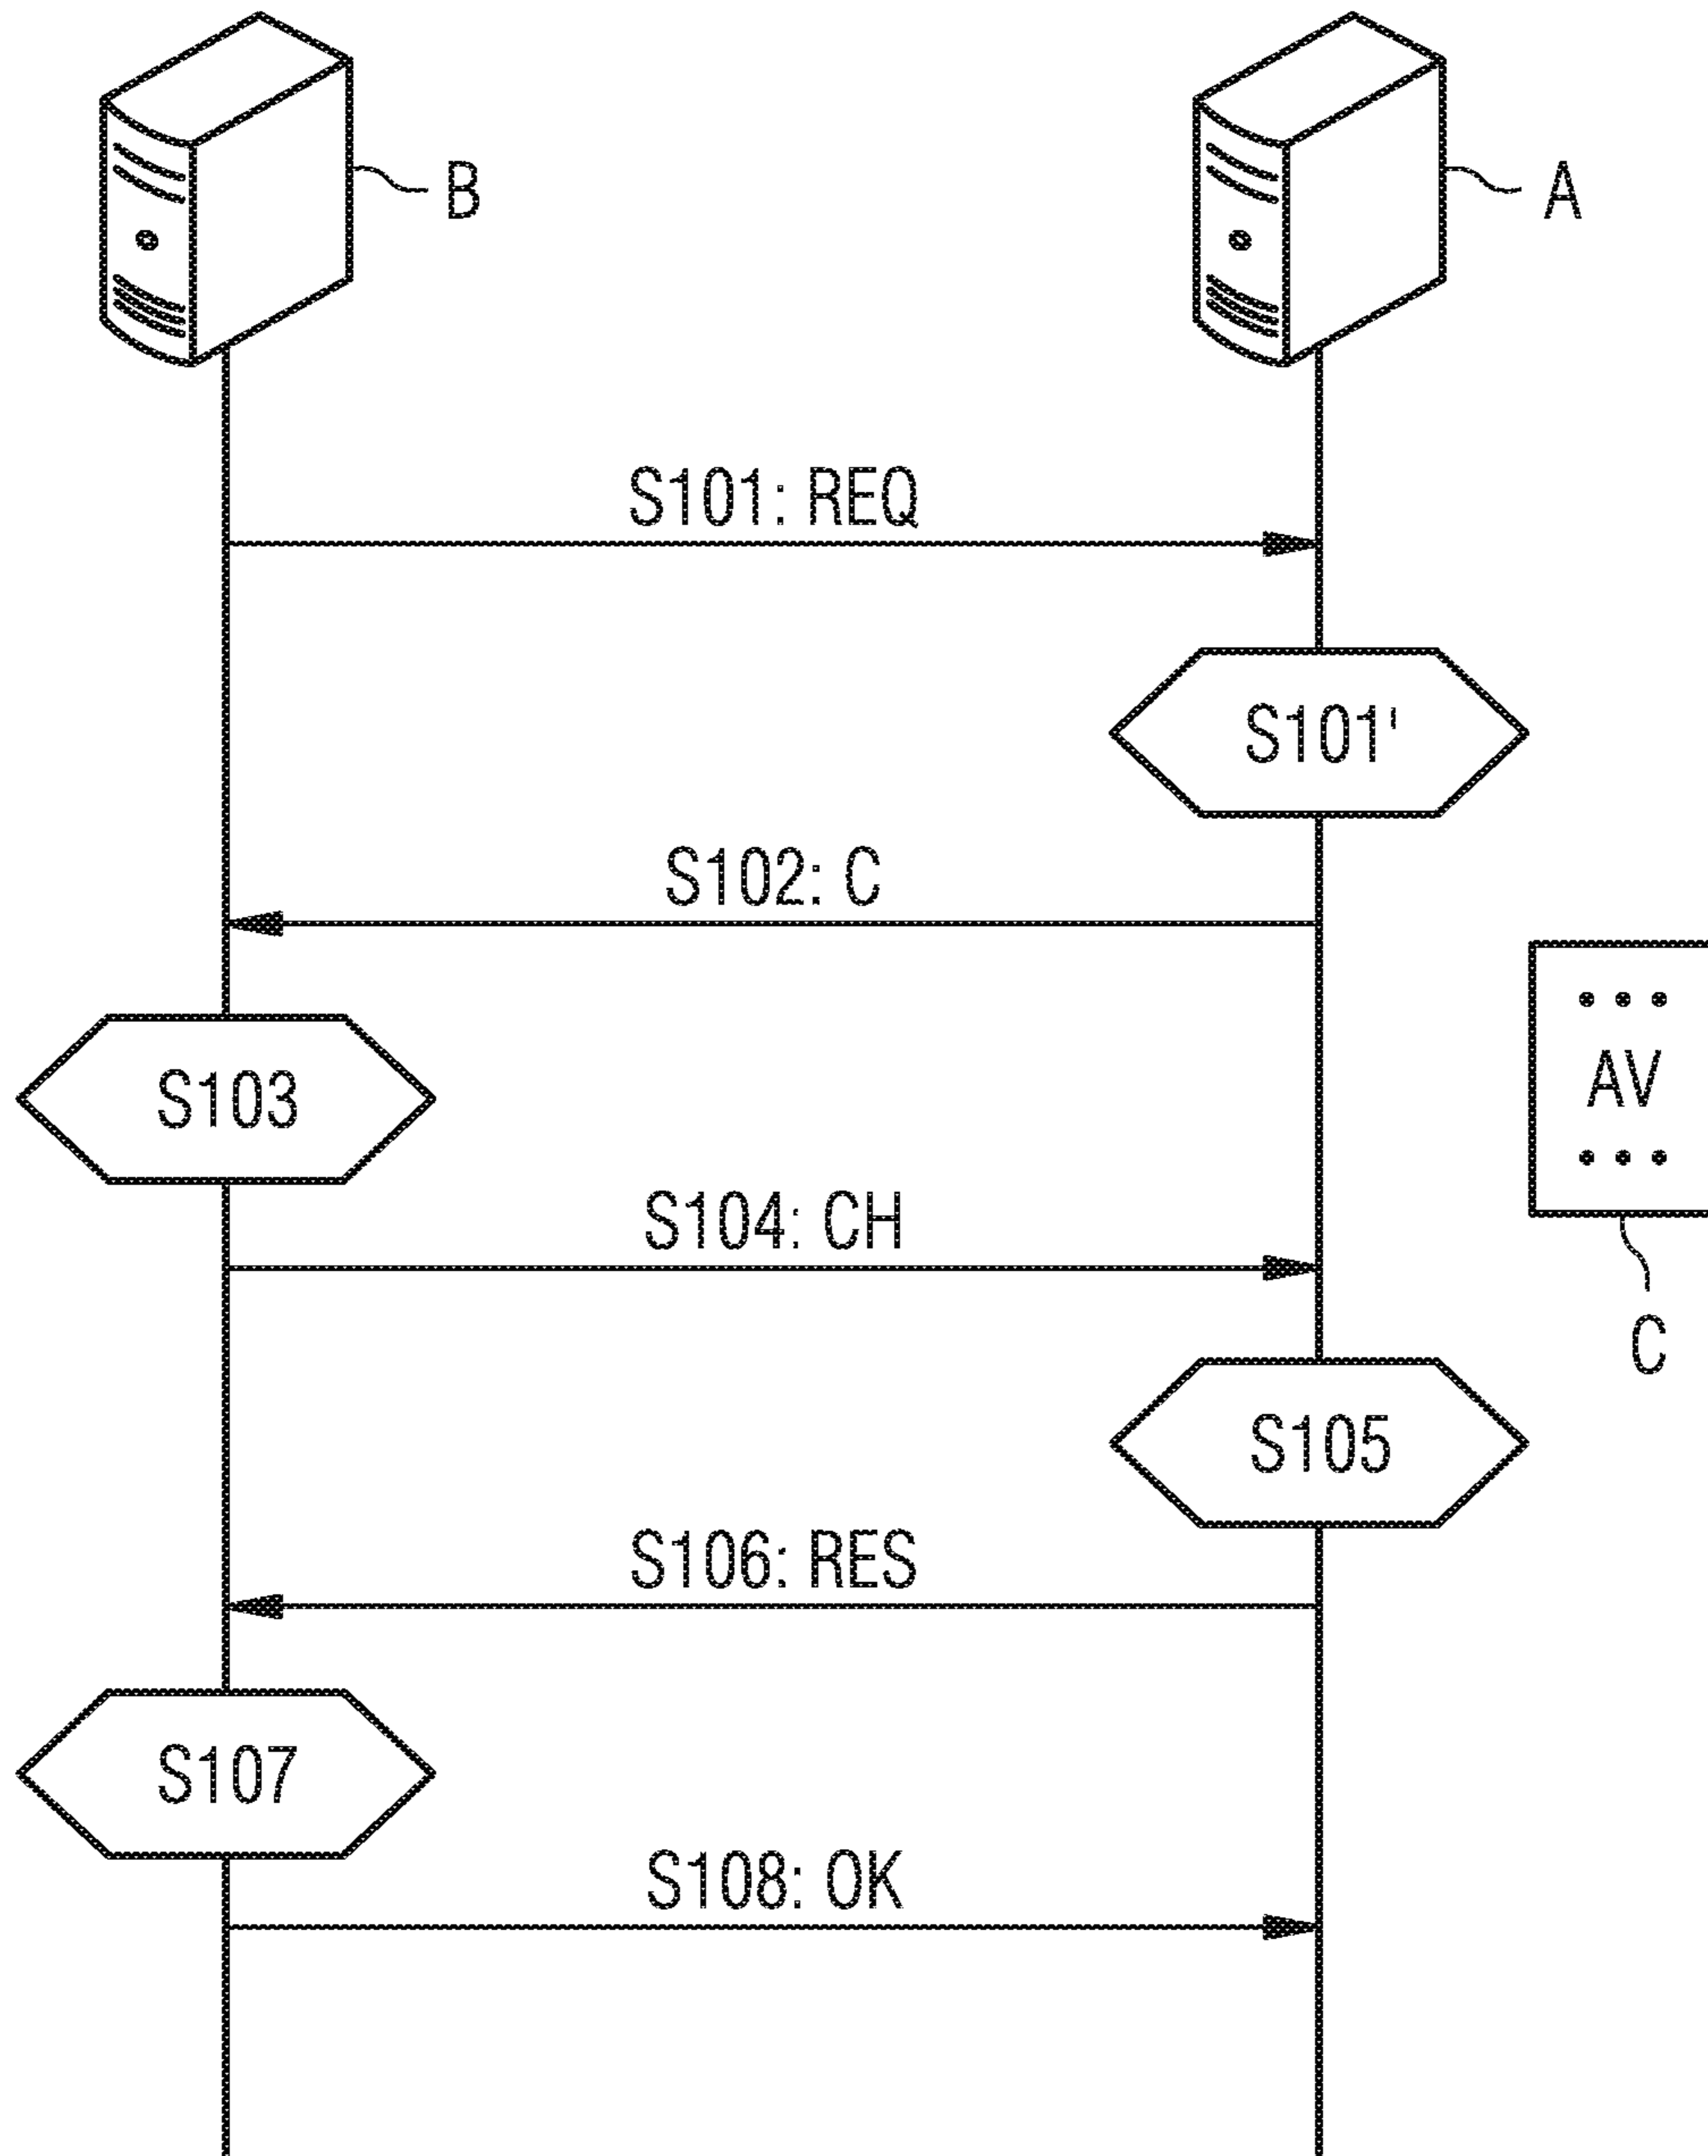 B
A
S101: REQ
S101'
S102: C
AV
S103
S104: CH
C
S105
S106: RES
S107
S108: OK